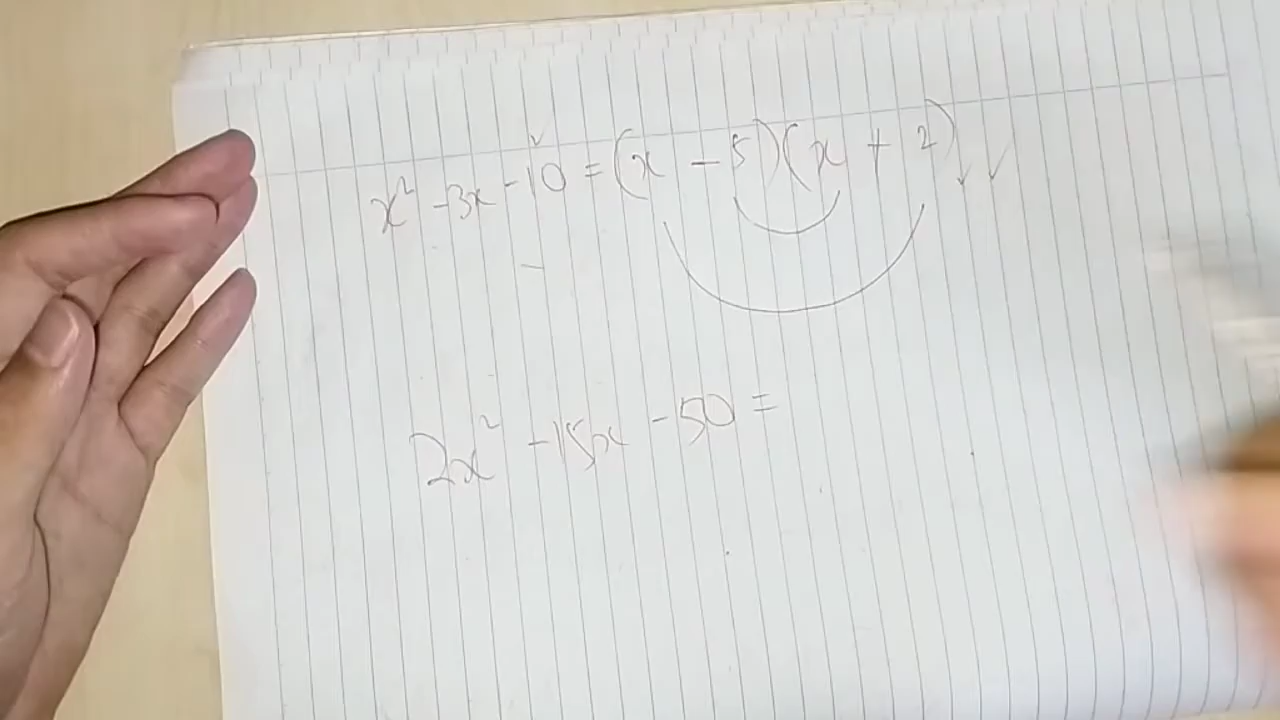 x² -3x -10 = (x - 5)(x + 2)
2x² -15x -50 =